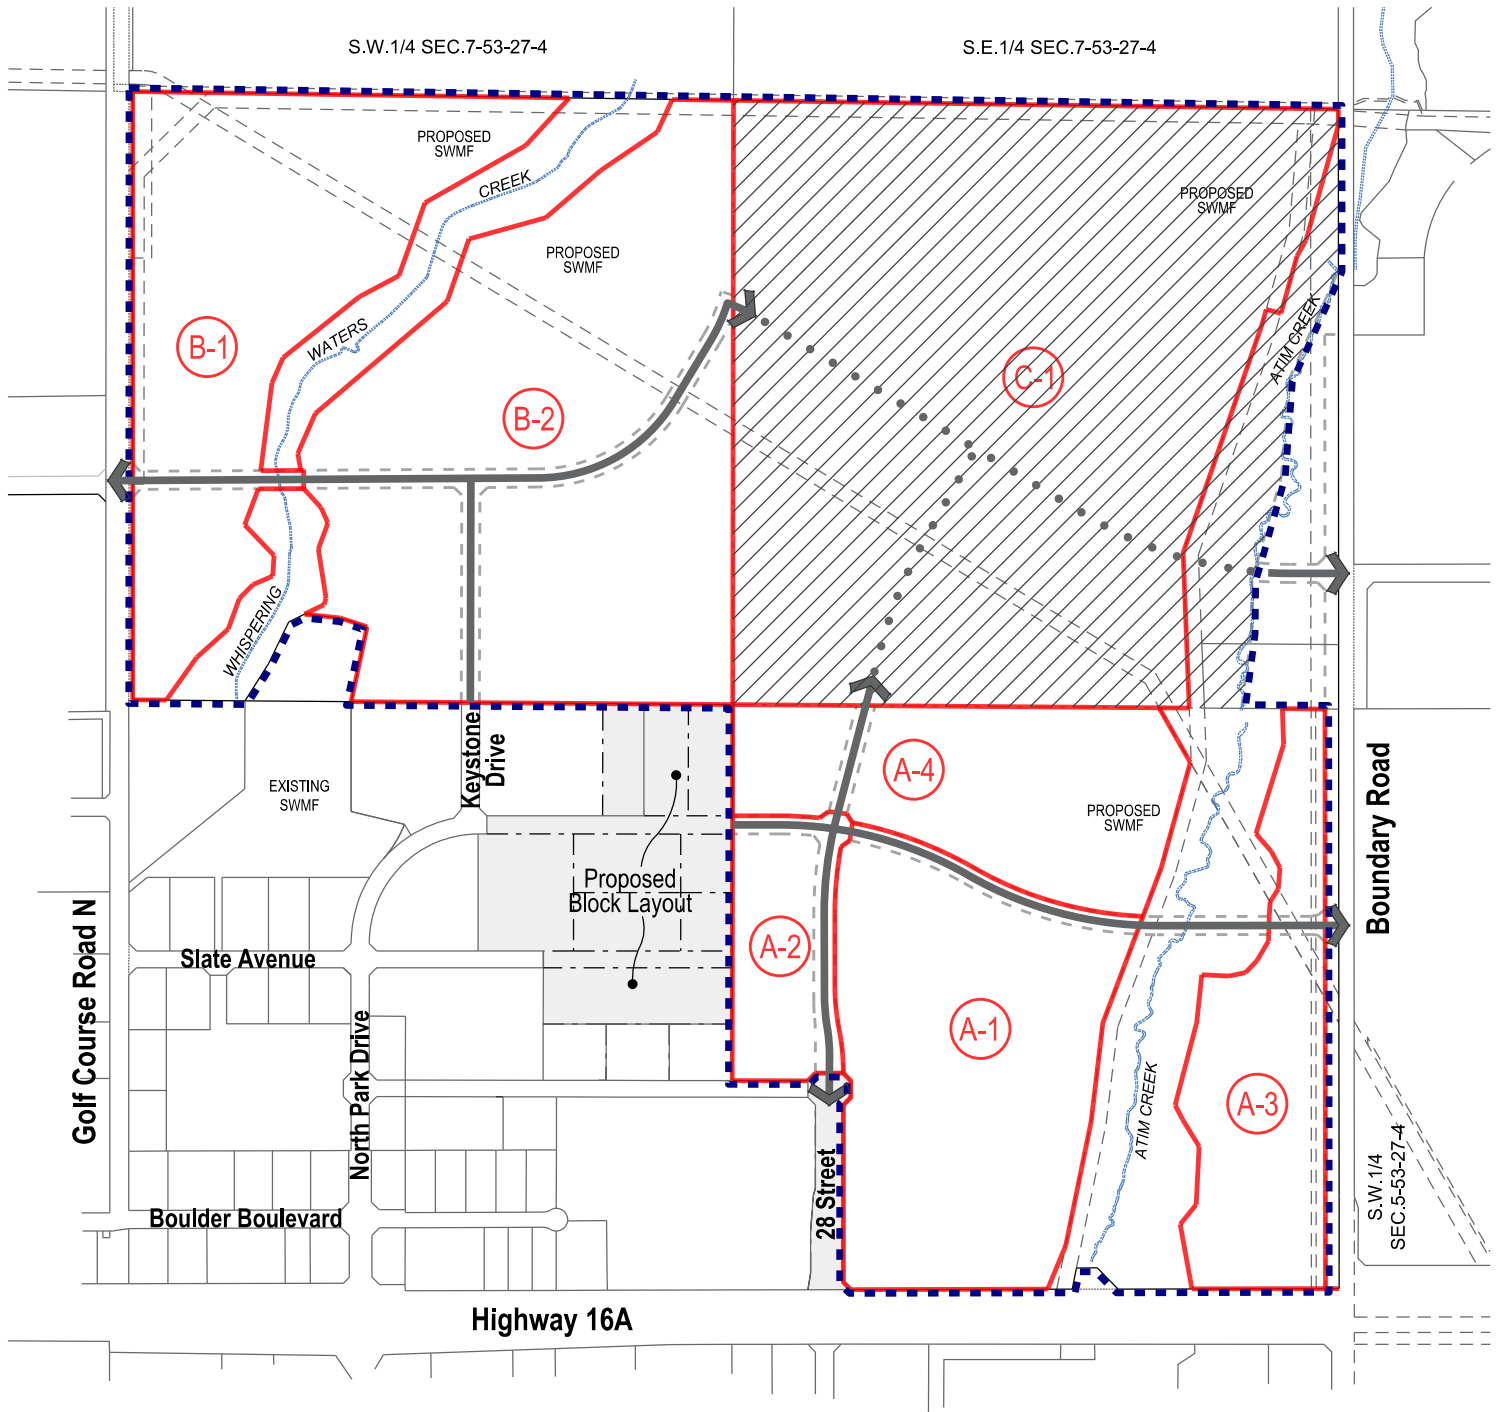 S.W.1/4 SEC.7-53-27-4
S.E.1/4 SEC.7-53-27-4
PROPOSED
SWMF
CREEK
PROPOSED
SWMF
PROPOSED
SWMF
WATERS
ATIM CREEK
B-1
B-2
C-1
WHISPERING
Keystone
Drive
EXISTING
SWMF
A-4
PROPOSED
SWMF
Boundary Road
Proposed
Block Layout
Golf Course Road N
Slate Avenue
A-2
A-1
North Park Drive
A-3
ATIM CREEK
28 Street
S.W.1/4
SEC.5-53-27-4
Boulder Boulevard
Highway 16A